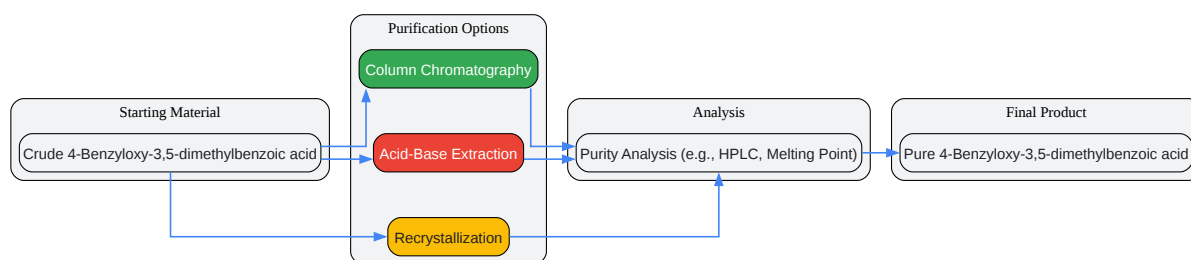 Purification Options
Column Chromatography
Starting Material
Analysis
Final Product
Crude 4-Benzyloxy-3,5-dimethylbenzoic acid
Acid-Base Extraction
Purity Analysis (e.g., HPLC, Melting Point)
Pure 4-Benzyloxy-3,5-dimethylbenzoic acid
Recrystallization